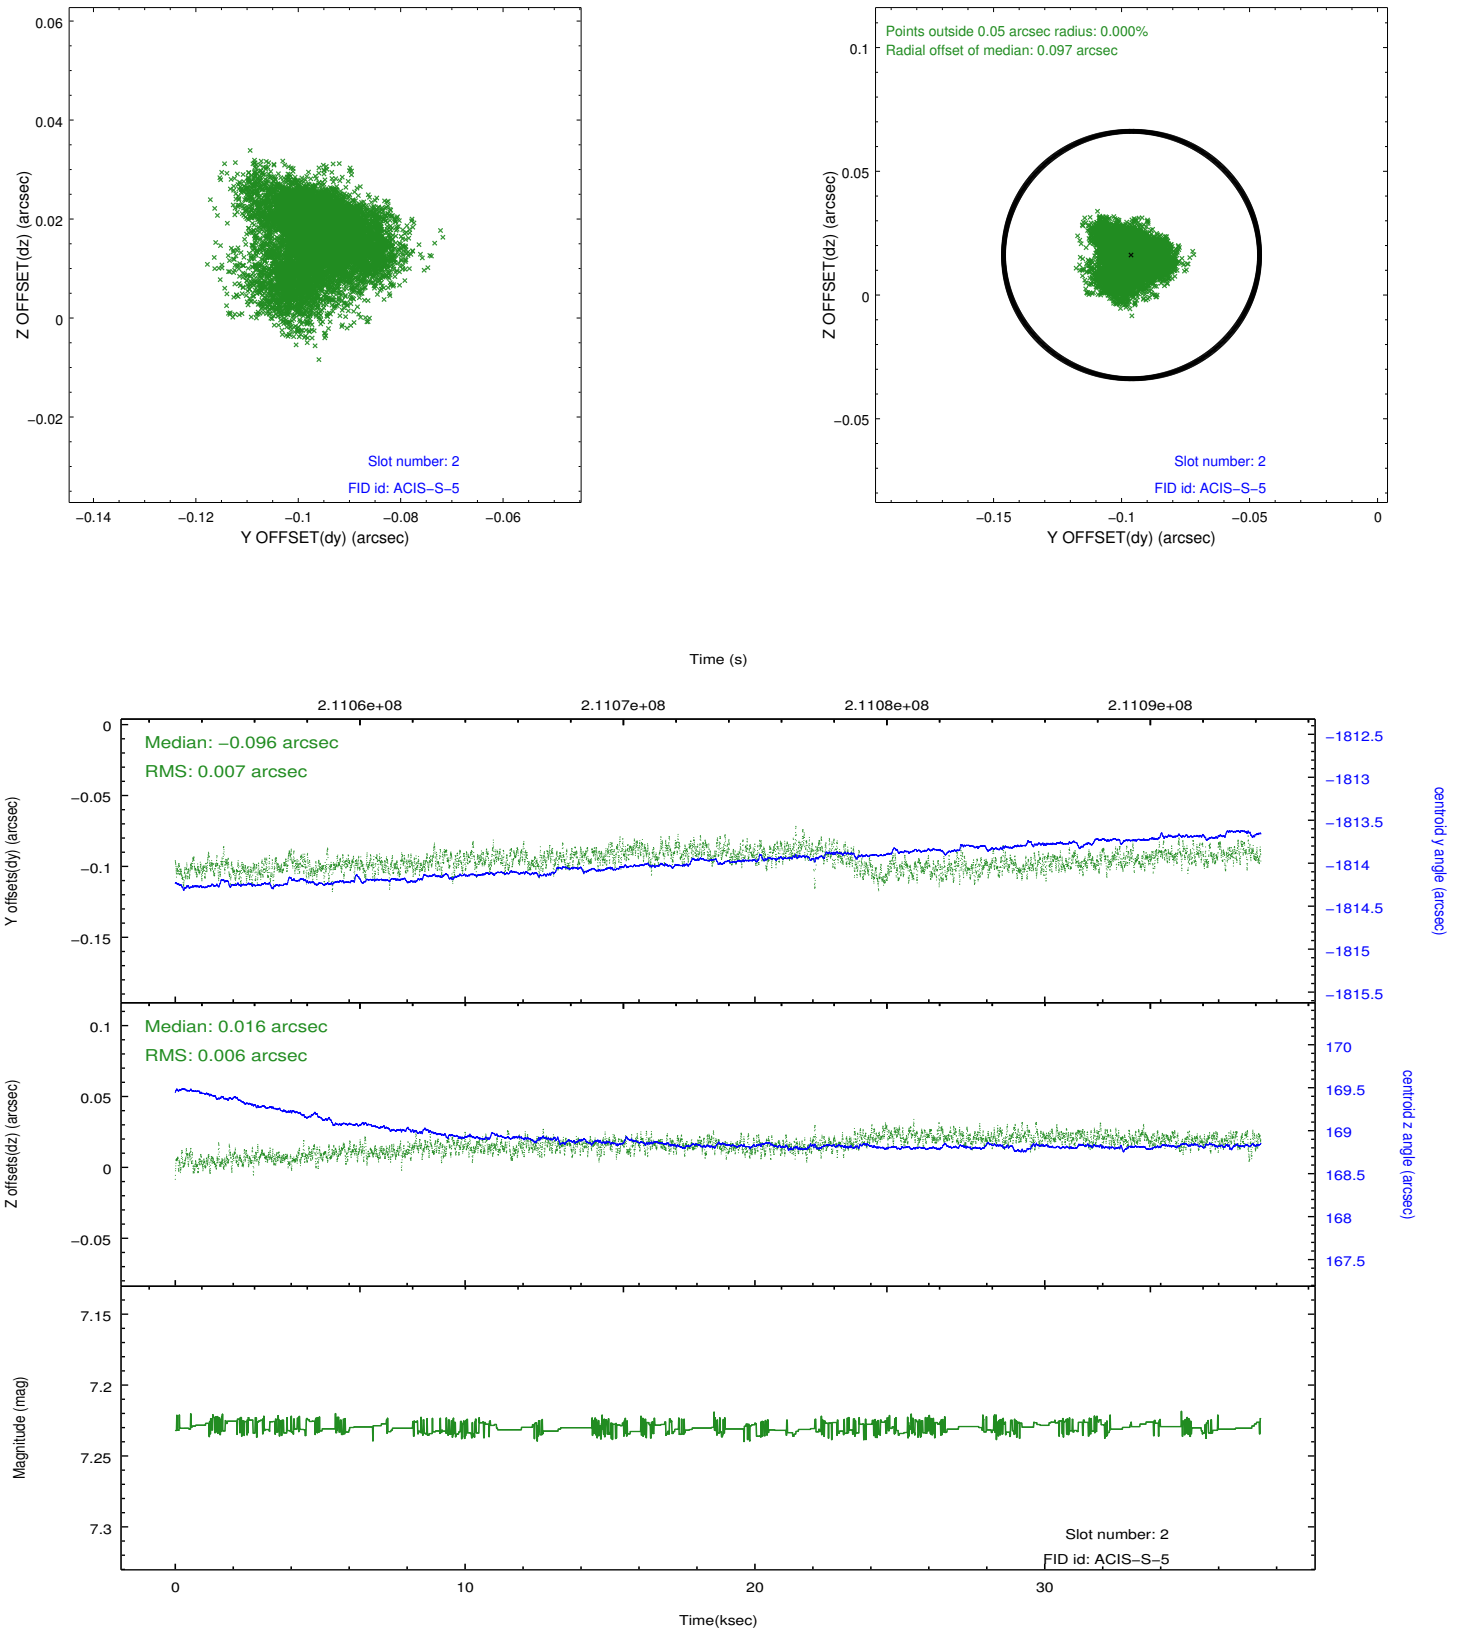 0.06
0.04
0.02
0
−0.02
Z OFFSET(dz) (arcsec)
Slot number: 2
FID id: ACIS−S−5
−0.14
−0.12
−0.1
−0.08
−0.06
Y OFFSET(dy) (arcsec)
Points outside 0.05 arcsec radius: 0.000%
Radial offset of median: 0.097 arcsec
0.1
0.05
0
−0.05
Z OFFSET(dz) (arcsec)
Slot number: 2
FID id: ACIS−S−5
−0.15
−0.1
−0.05
0
Y OFFSET(dy) (arcsec)
Time (s)
2.1106e+08
2.1107e+08
2.1108e+08
2.1109e+08
Median: −0.096 arcsec
RMS: 0.007 arcsec
0
−0.05
−0.1
−0.15
Y offsets(dy) (arcsec)
−1812.5
−1813
−1813.5
−1814
−1814.5
−1815
−1815.5
centroid y angle (arcsec)
Median: 0.016 arcsec
RMS: 0.006 arcsec
0.1
0.05
0
−0.05
Z offsets(dz) (arcsec)
170
169.5
169
168.5
168
167.5
centroid z angle (arcsec)
7.15
7.2
7.25
7.3
Magnitude (mag)
Slot number: 2
FID id: ACIS−S−5
0
10
20
30
Time(ksec)